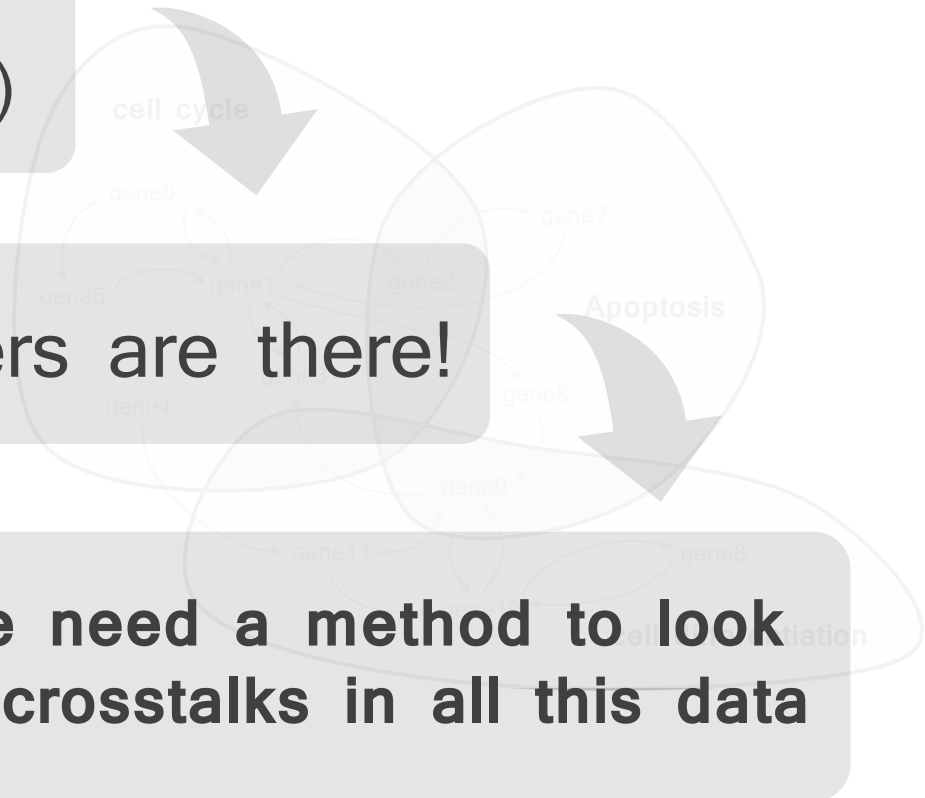 )
cell cycle
gene6
gene7
gene5
gene1
gene2
Apoptosis
ers are there!
gene8
gene4
gene9
gene11
gene8
e need a method to look
crosstalks in all this data